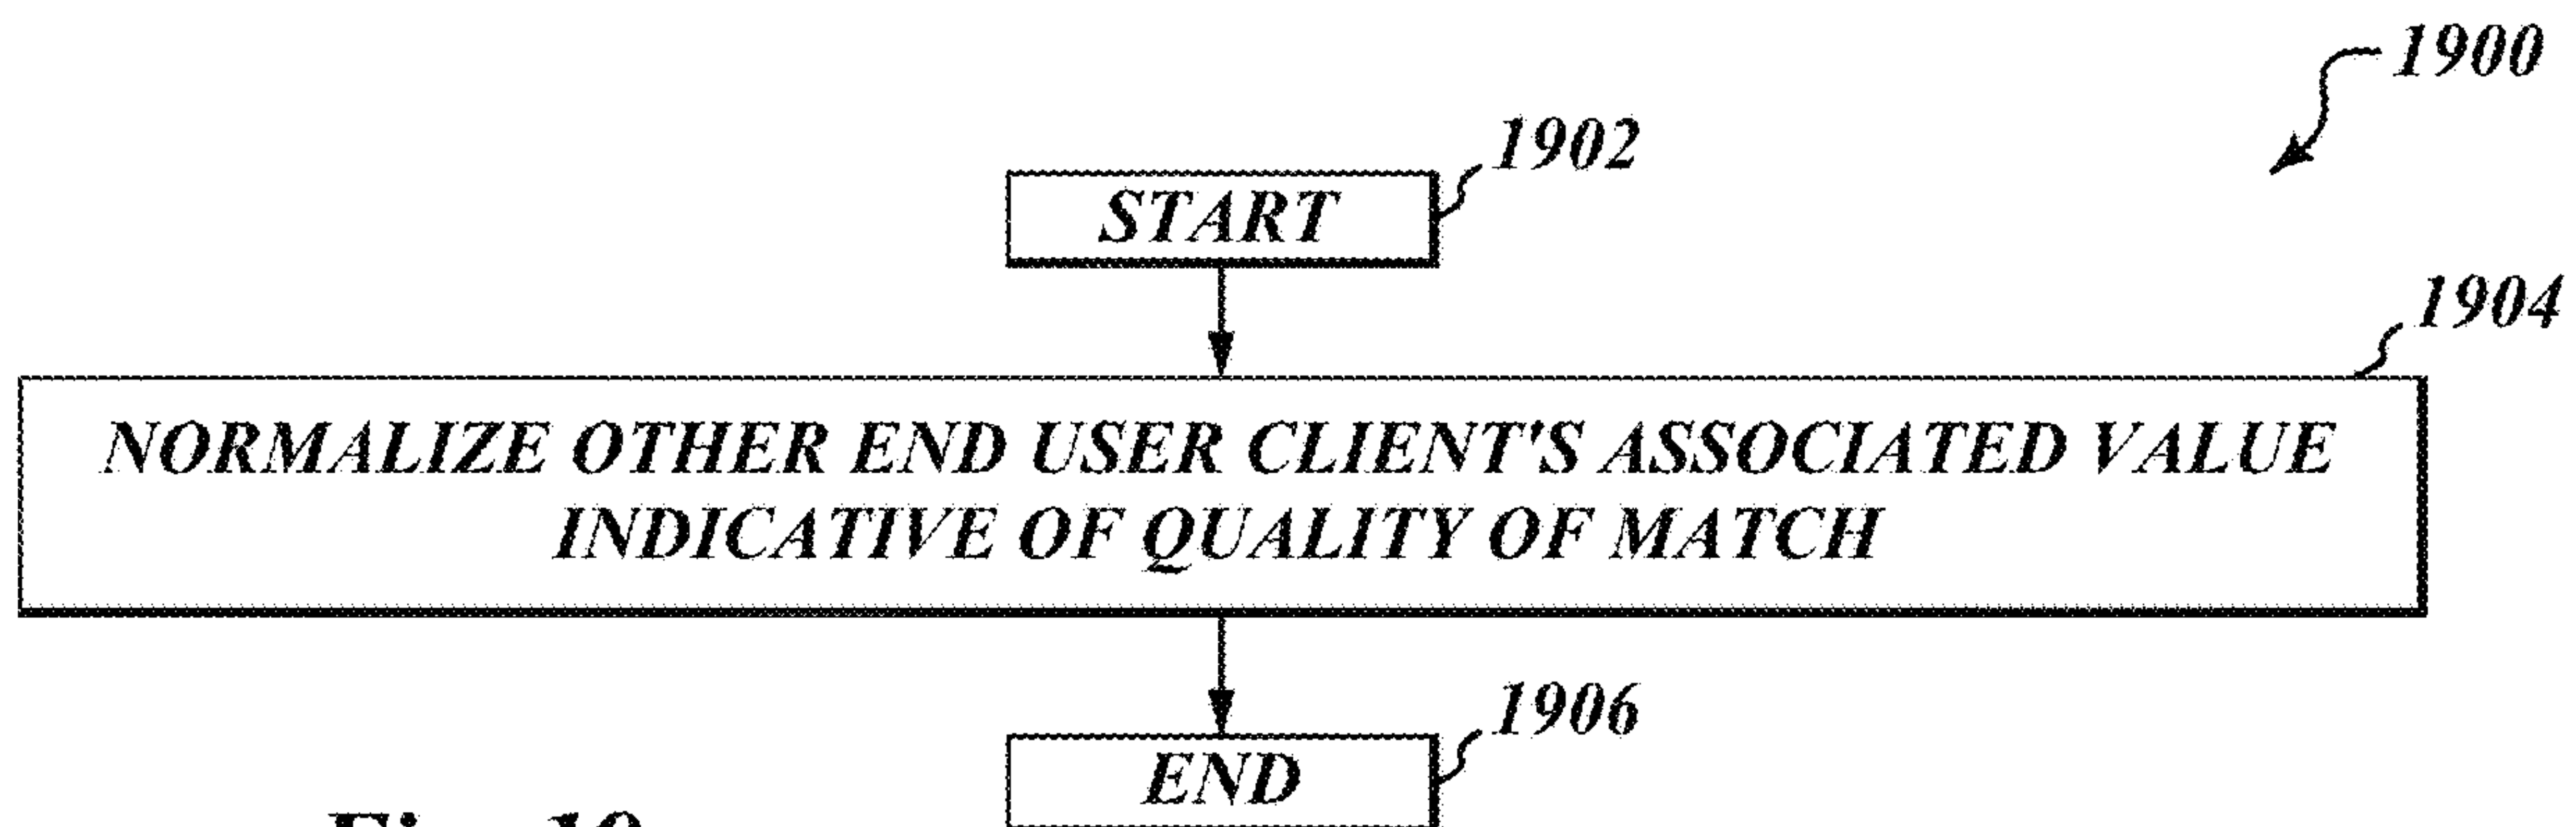 1900
1902
START
1904
NORMALIZE OTHER END USER CLIENT'S ASSOCIATED VALUE
INDICATIVE OF QUALITY OF MATCH
1906
END